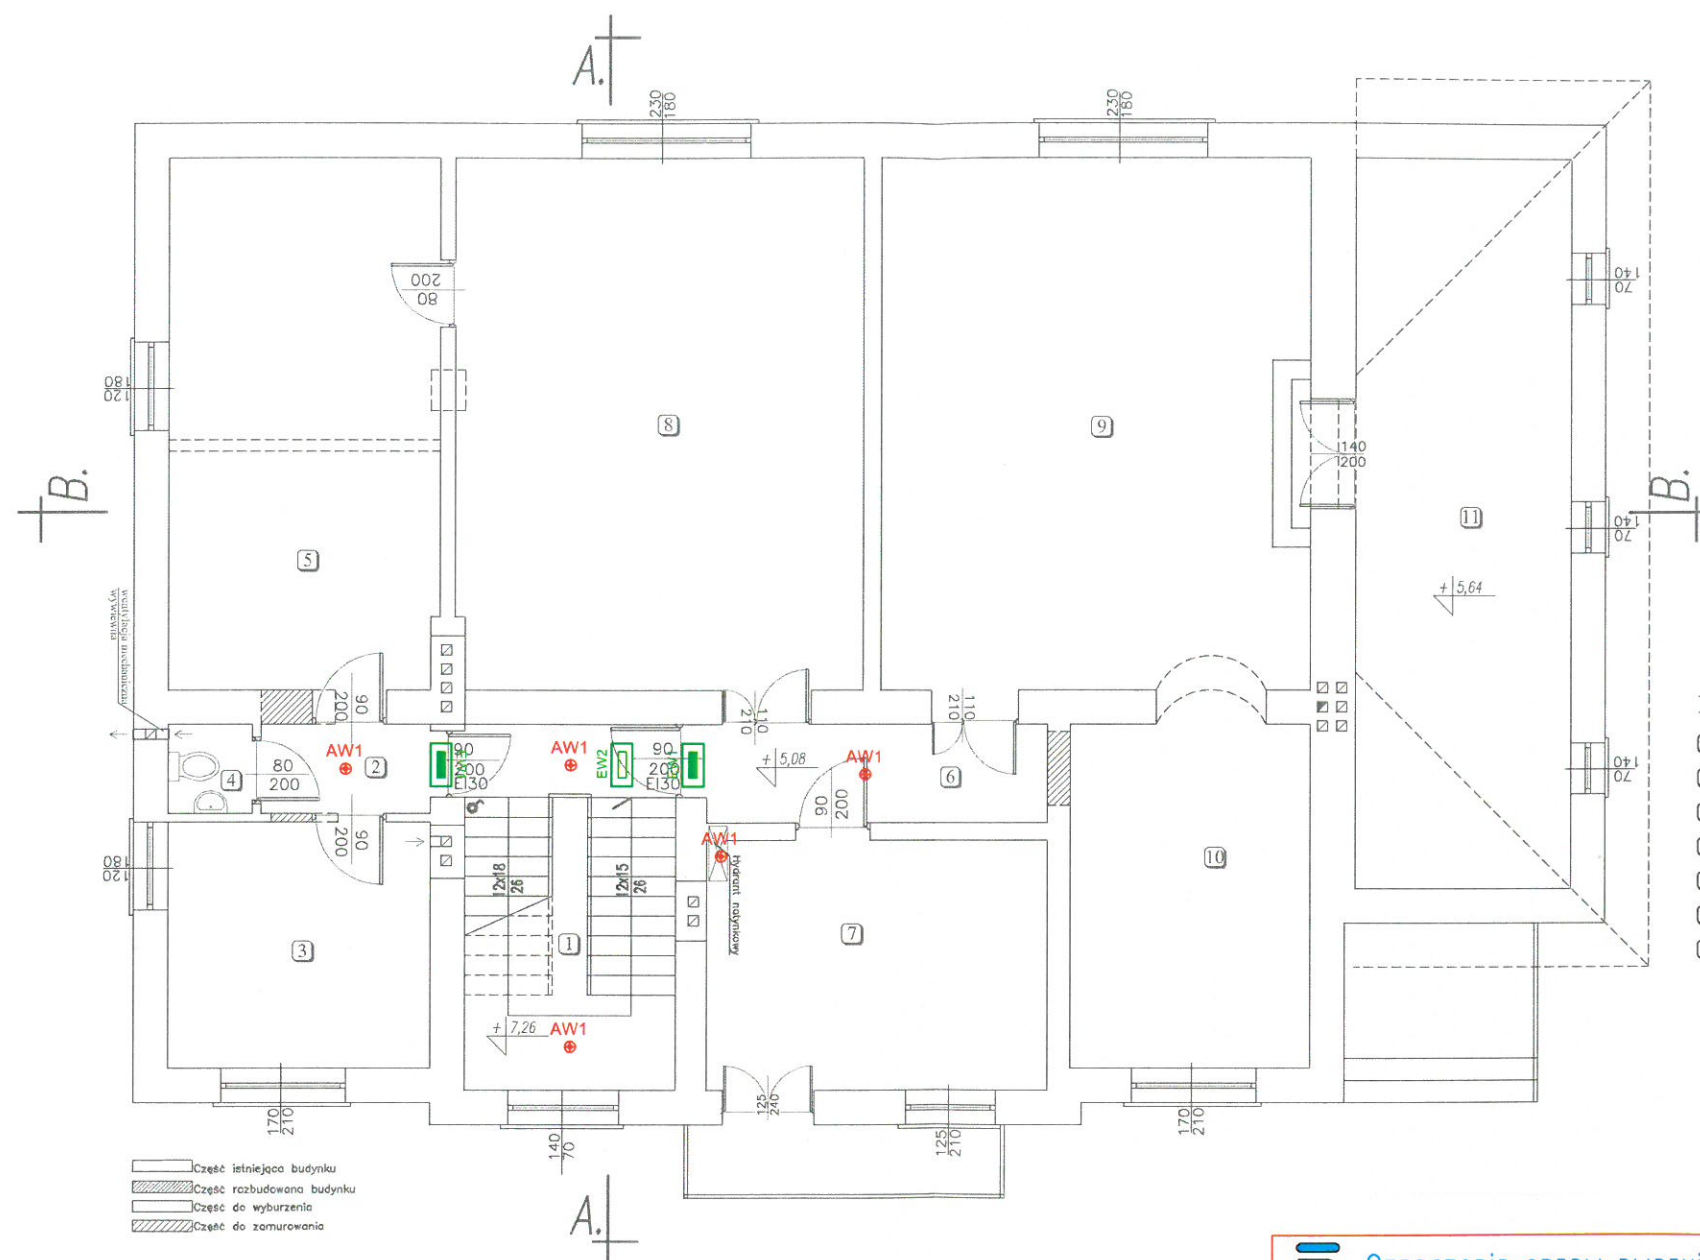 A.
230
180
230
180
200
80
140
70
180
120
8
9
140
200
B.
B.
11
140
70
5
+ 5,64
wentylacja mechaniczna
wywiewna
90
200
110
210
110
210
AW1
2
90
200
EI30
AW1
EW2
90
200
EI30
+ 5,08
AW1
6
140
70
4
80
200
90
200
90
200
AW1
180
120
12x18
26
12x15
26
Hydrant natynkowy
10
3
1
7
+ 7,26
AW1
170
210
140
70
125
240
125
210
170
210
Część istniejąca budynku
Część rozbudowana budynku
Część do wyburzenia
Część do zamurowania
A.